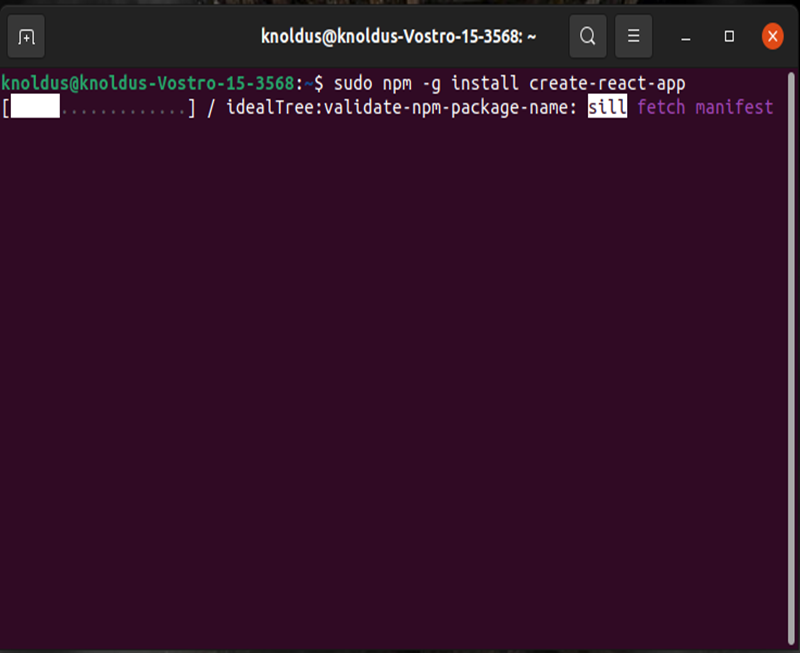 knoldus@knoldus-Vostro-15-3568: ~
knoldus@knoldus-Vostro-15-3568:~$ sudo npm -g install create-react-app
[     .............] / idealTree:validate-npm-package-name: sill fetch manifest